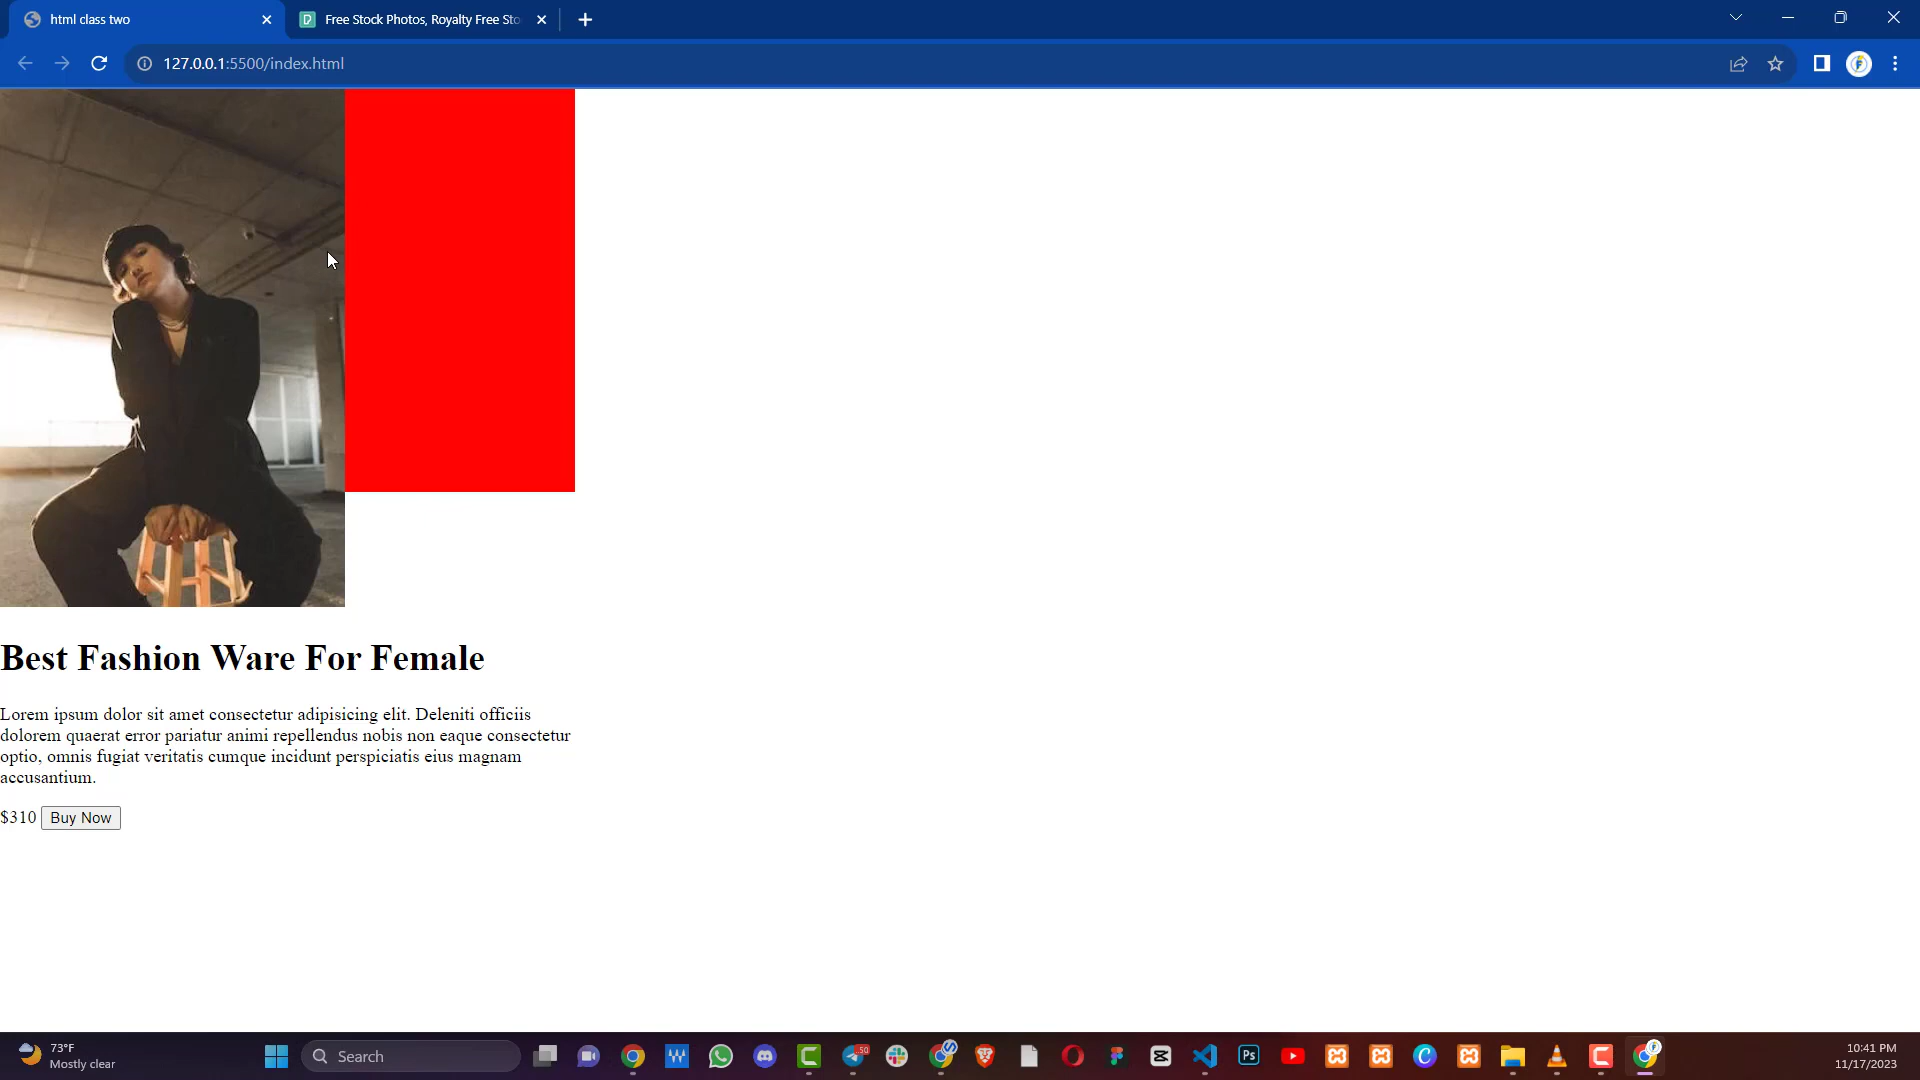 html class two
Free Stock Photos, Royalty Free Sto
127.0.0.1:5500/index.html
Best Fashion Ware For Female
Lorem ipsum dolor sit amet consectetur adipisicing elit. Deleniti officiis
dolorem quaerat error pariatur animi repellendus nobis non eaque consectetur
optio, omnis fugiat veritatis cumque incidunt perspiciatis eius magnam
accusantium.
$310 Buy Now
73°F
Mostly clear
Search
50
Ps
10:41 PM
11/17/2023